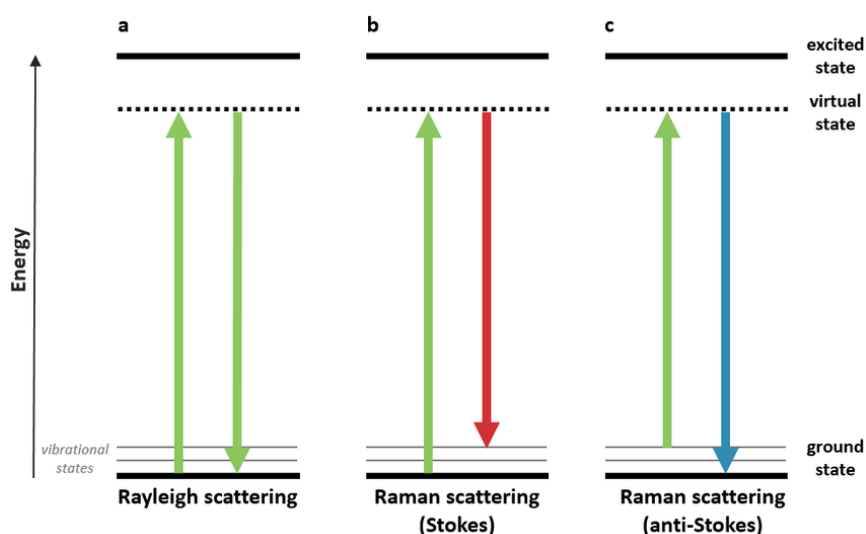 a
b
c
excited
state
virtual
state
Energy
vibrational
states
ground
state
Rayleigh scattering
Raman scattering
(Stokes)
Raman scattering
(anti-Stokes)